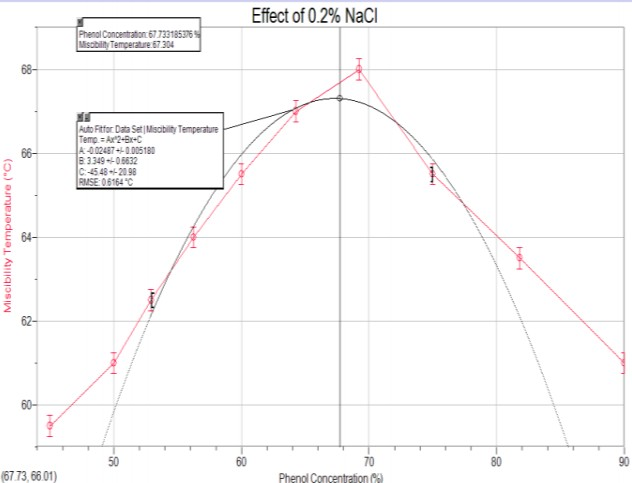 Effect of 0.2% NaCl
Phenol Concentration: 67.733185376 %
Miscibility Temperature: 67.304
68
Auto Fit for: Data Set | Miscibility Temperature
Temp. = Ax^2+Bx+C
A: -0.02487 +/- 0.005180
B: 3.349 +/- 0.6632
C: -45.48 +/- 20.98
RMSE: 0.6164 °C
66
64
62
60
Miscibility Temperature (°C)
50 60 70 80 90
(67.73, 66.01)
Phenol Concentration (%)